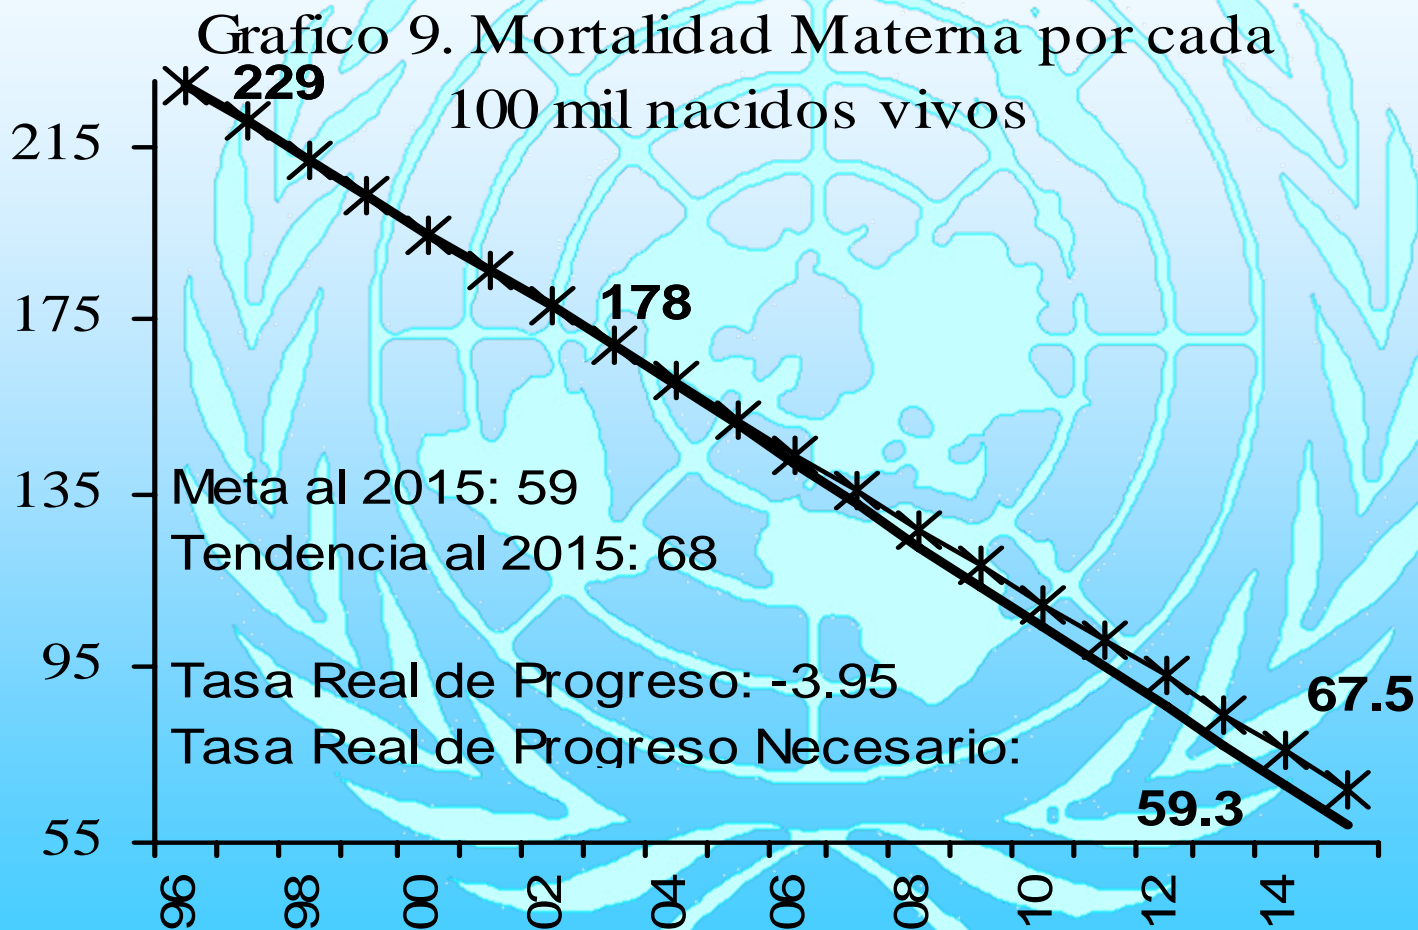 Grafico 9. Mortalidad Materna por cada
100 mil nacidos vivos
229
215
178
175
135
Meta al 2015: 59
Tendencia al 2015: 68
95
Tasa Real de Progreso: -3.95
67.5
Tasa Real de Progreso Necesario:
59.3
55
96 98 00 02 04 06 08 10 12 14